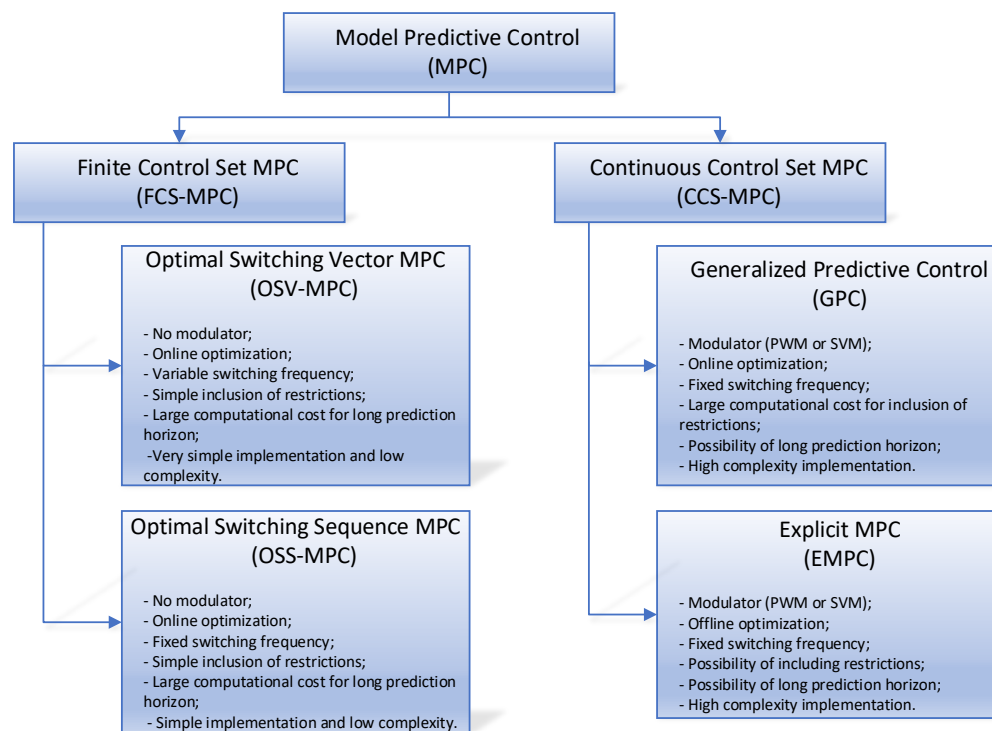 Model Predictive Control
(MPC)
Finite Control Set MPC
(FCS-MPC)
Continuous Control Set MPC
(CCS-MPC)
Optimal Switching Vector MPC
(OSV-MPC)
- No modulator;
- Online optimization;
- Variable switching frequency;
- Simple inclusion of restrictions;
- Large computational cost for long prediction
horizon;
-Very simple implementation and low
complexity.
Generalized Predictive Control
(GPC)
- Modulator (PWM or SVM);
- Online optimization;
- Fixed switching frequency;
- Large computational cost for inclusion of
restrictions;
- Possibility of long prediction horizon;
- High complexity implementation.
Optimal Switching Sequence MPC
(OSS-MPC)
- No modulator;
- Online optimization;
- Fixed switching frequency;
- Simple inclusion of restrictions;
- Large computational cost for long prediction
horizon;
- Simple implementation and low complexity.
Explicit MPC
(EMPC)
- Modulator (PWM or SVM);
- Offline optimization;
- Fixed switching frequency;
- Possibility of including restrictions;
- Possibility of long prediction horizon;
- High complexity implementation.